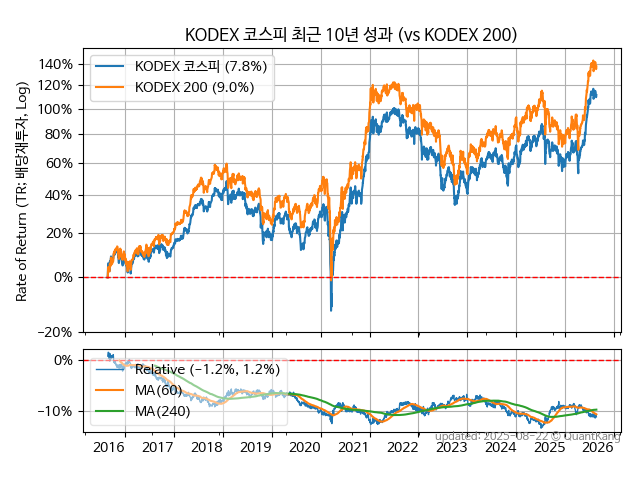 KODEX 코스피 최근 10년 성과 (vs KODEX 200)
Rate of Return (TR: 배당재투자, Log)
140%
120%
100%
80%
60%
40%
20%
0%
−20%
KODEX 코스피 (7.8%)
KODEX 200 (9.0%)
0%
−10%
Relative (−1.2%, 1.2%)
MA(60)
MA(240)
2016 2017 2018 2019 2020 2021 2022 2023 2024 2025 2026
updated: 2025-08-22 © QuantKang